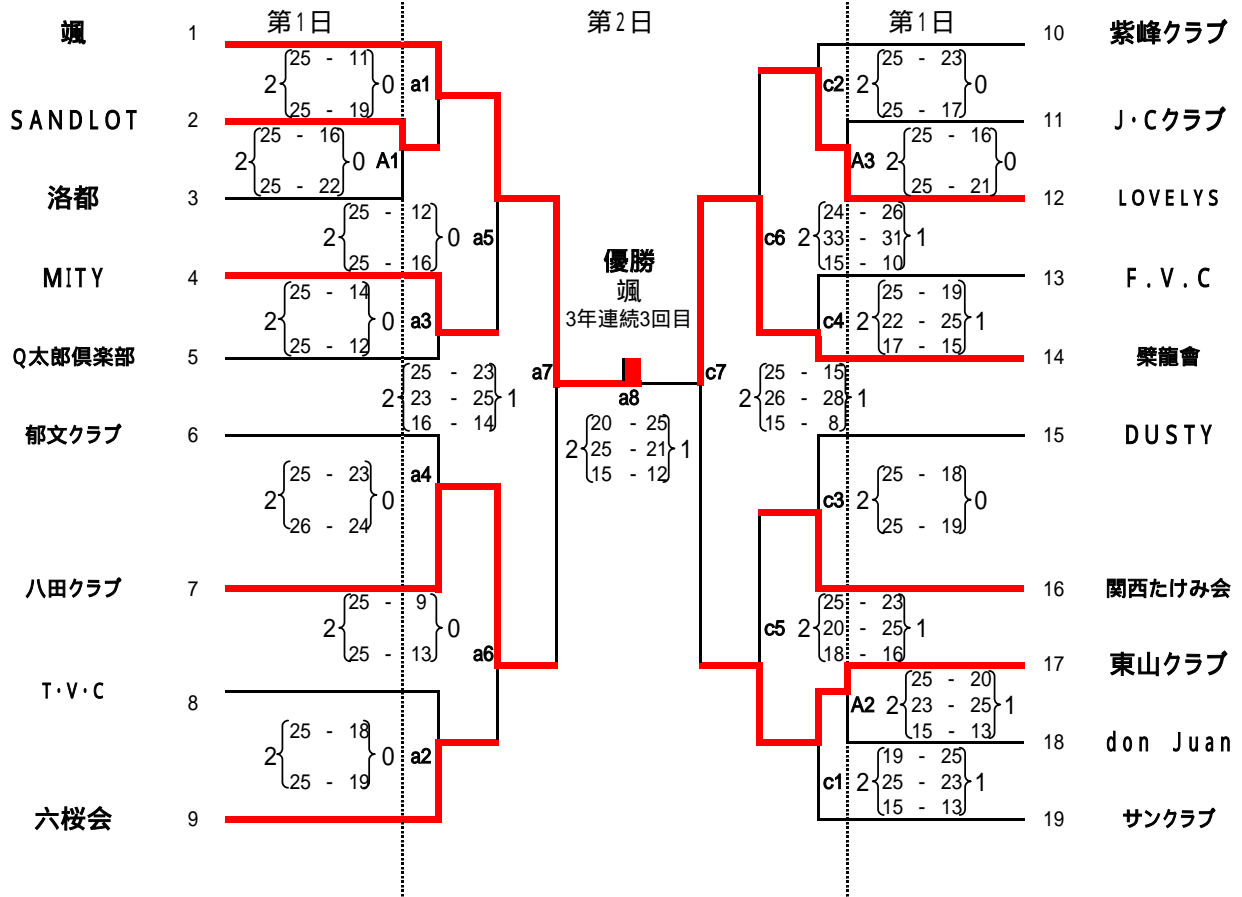 第1日 第2日 第1日
颯 1
SANDLOT 2
洛都 3
MITY 4
Q太郎倶楽部 5
郁文クラブ 6
八田クラブ 7
T・V・C 8
六桜会 9
a1 2 25 - 11 25 - 19 0
A1 2 25 - 16 25 - 22 0
a5 2 25 - 12 25 - 16 0
a3 2 25 - 14 25 - 12 0
a7 2 25 - 23 23 - 25 16 - 14 1
a4 2 25 - 23 26 - 24 0
a6 2 25 - 9 25 - 13 0
a2 2 25 - 18 25 - 19 0
優勝
颯
3年連続3回目
a8
2 20 - 25 25 - 21 15 - 12 1
c2 2 25 - 23 25 - 17 0
A3 2 25 - 16 25 - 21 0
c6 2 24 - 26 33 - 31 15 - 10 1
c4 2 25 - 19 22 - 25 17 - 15 1
c7 2 25 - 15 26 - 28 15 - 8 1
c3 2 25 - 18 25 - 19 0
c5 2 25 - 23 20 - 25 18 - 16 1
A2 2 25 - 20 23 - 25 15 - 13 1
c1 2 19 - 25 25 - 23 15 - 13 1
10 紫峰クラブ
11 J・Cクラブ
12 LOVELYS
13 F.V.C
14 襞龍會
15 DUSTY
16 関西たけみ会
17 東山クラブ
18 don Juan
19 サンクラブ